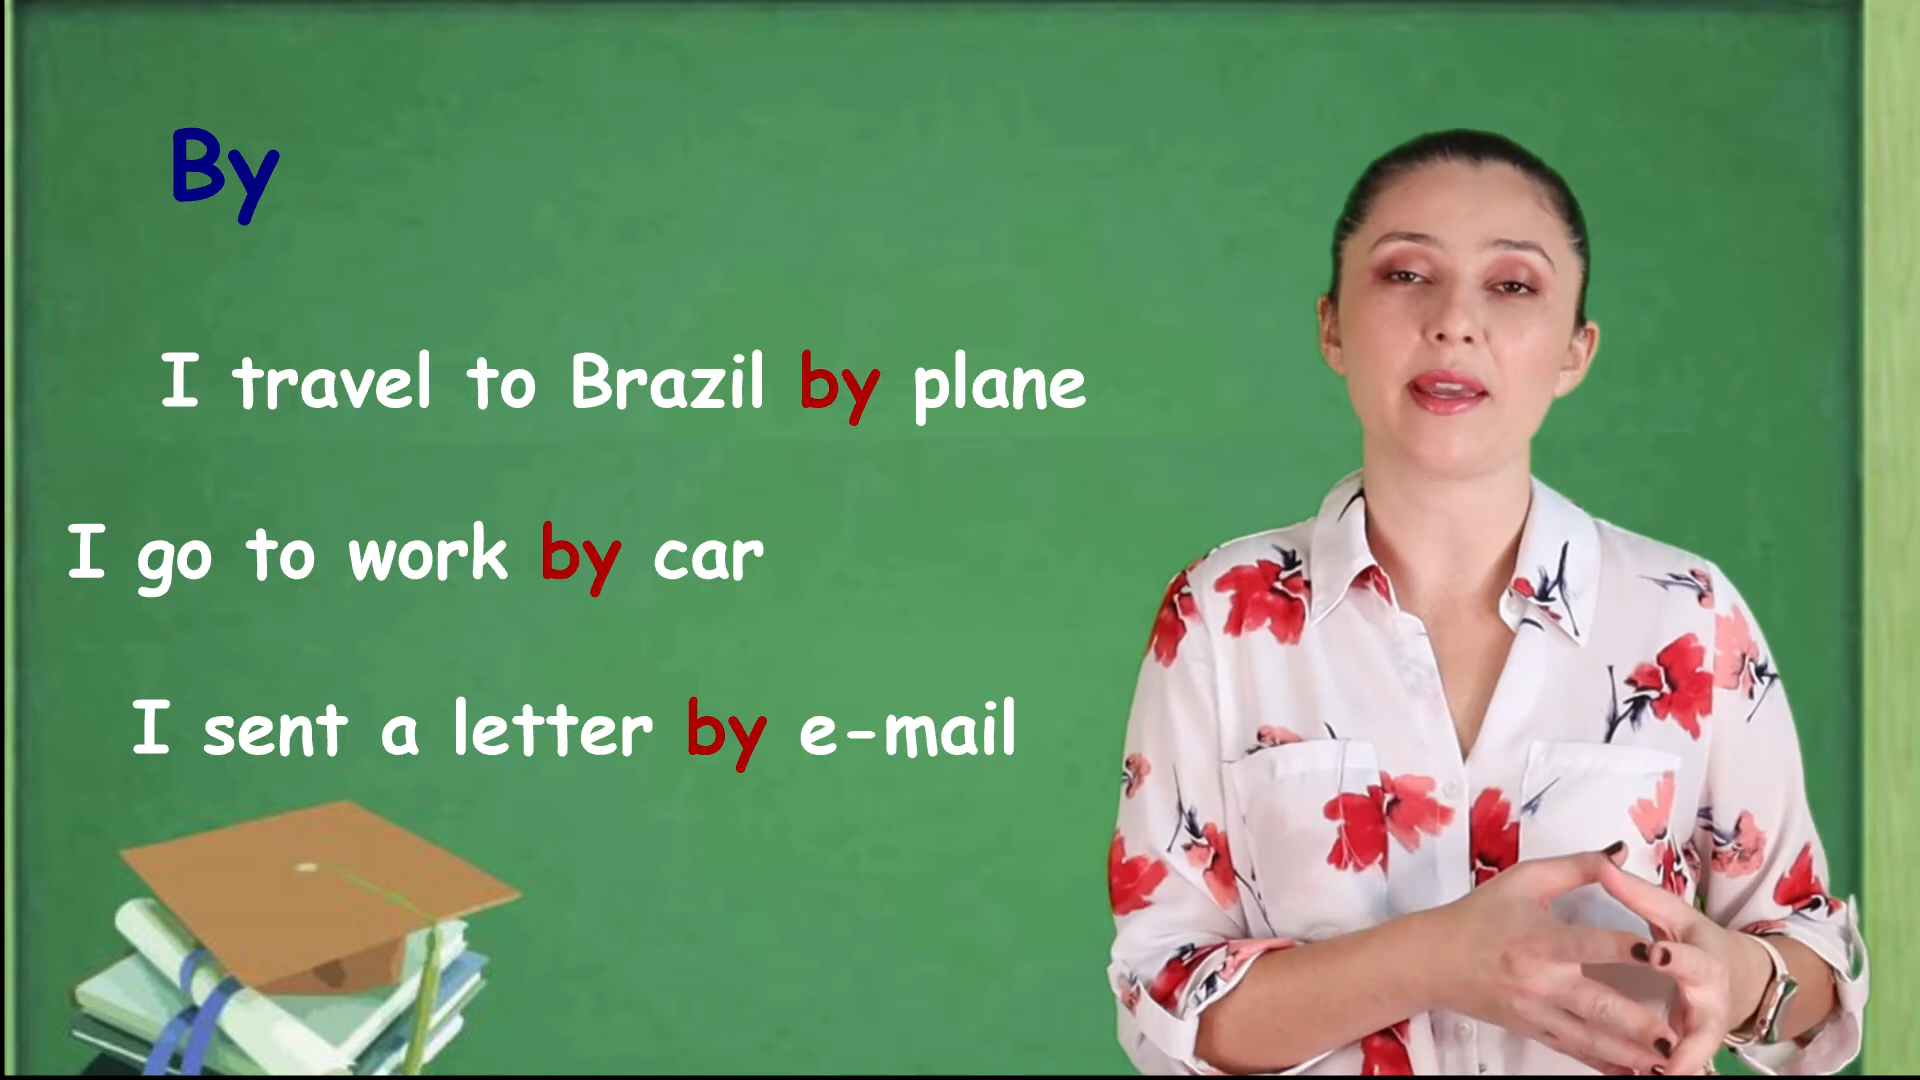 By
I travel to Brazil by plane
I go to work by car
I sent a letter by e-mail